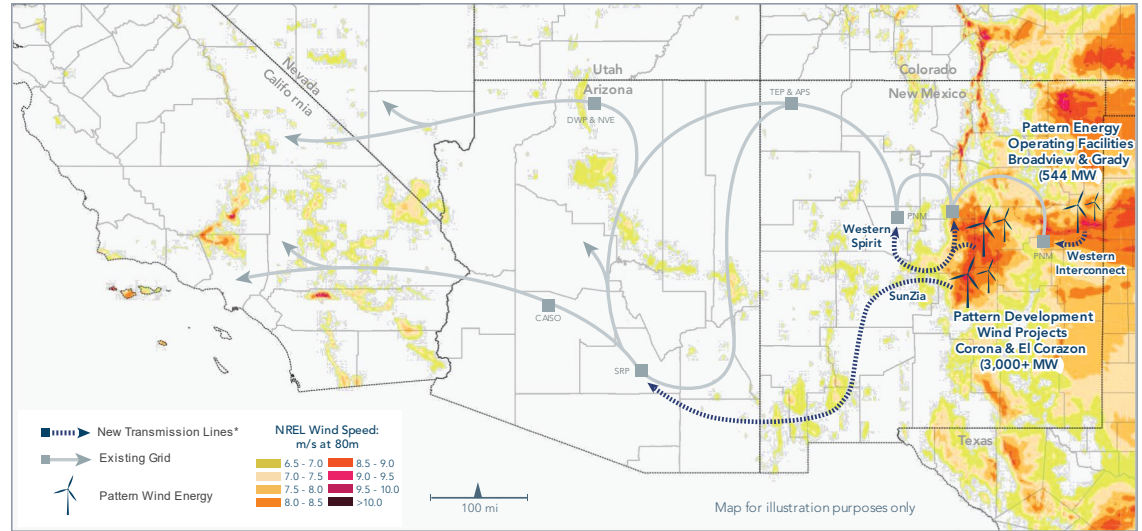 Nevada
California
Utah
Arizona
Colorado
New Mexico
DWP & NVE
TEP & APS
Pattern Energy
Operating Facilities
Broadview & Grady
(544 MW
PNM
Western
Spirit
PNM
Western
Interconnect
SunZia
CAISO
Pattern Development
Wind Projects
Corona & El Corazon
(3,000+ MW
SRP
Texas
New Transmission Lines*
Existing Grid
Pattern Wind Energy
NREL Wind Speed:
m/s at 80m
6.5 - 7.0
7.0 - 7.5
7.5 - 8.0
8.0 - 8.5
8.5 - 9.0
9.0 - 9.5
9.5 - 10.0
>10.0
100 mi
Map for illustration purposes only